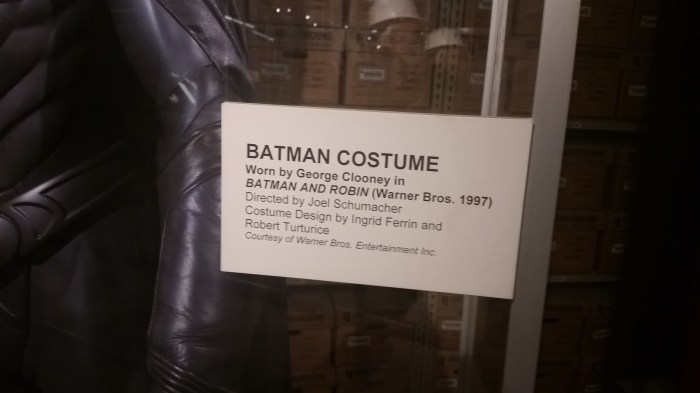 BATMAN COSTUME
Worn by George Clooney in
BATMAN AND ROBIN (Warner Bros. 1997)
Directed by Joel Schumacher
Costume Design by Ingrid Ferrin and
Robert Turturice
Courtesy of Warner Bros. Entertainment Inc.